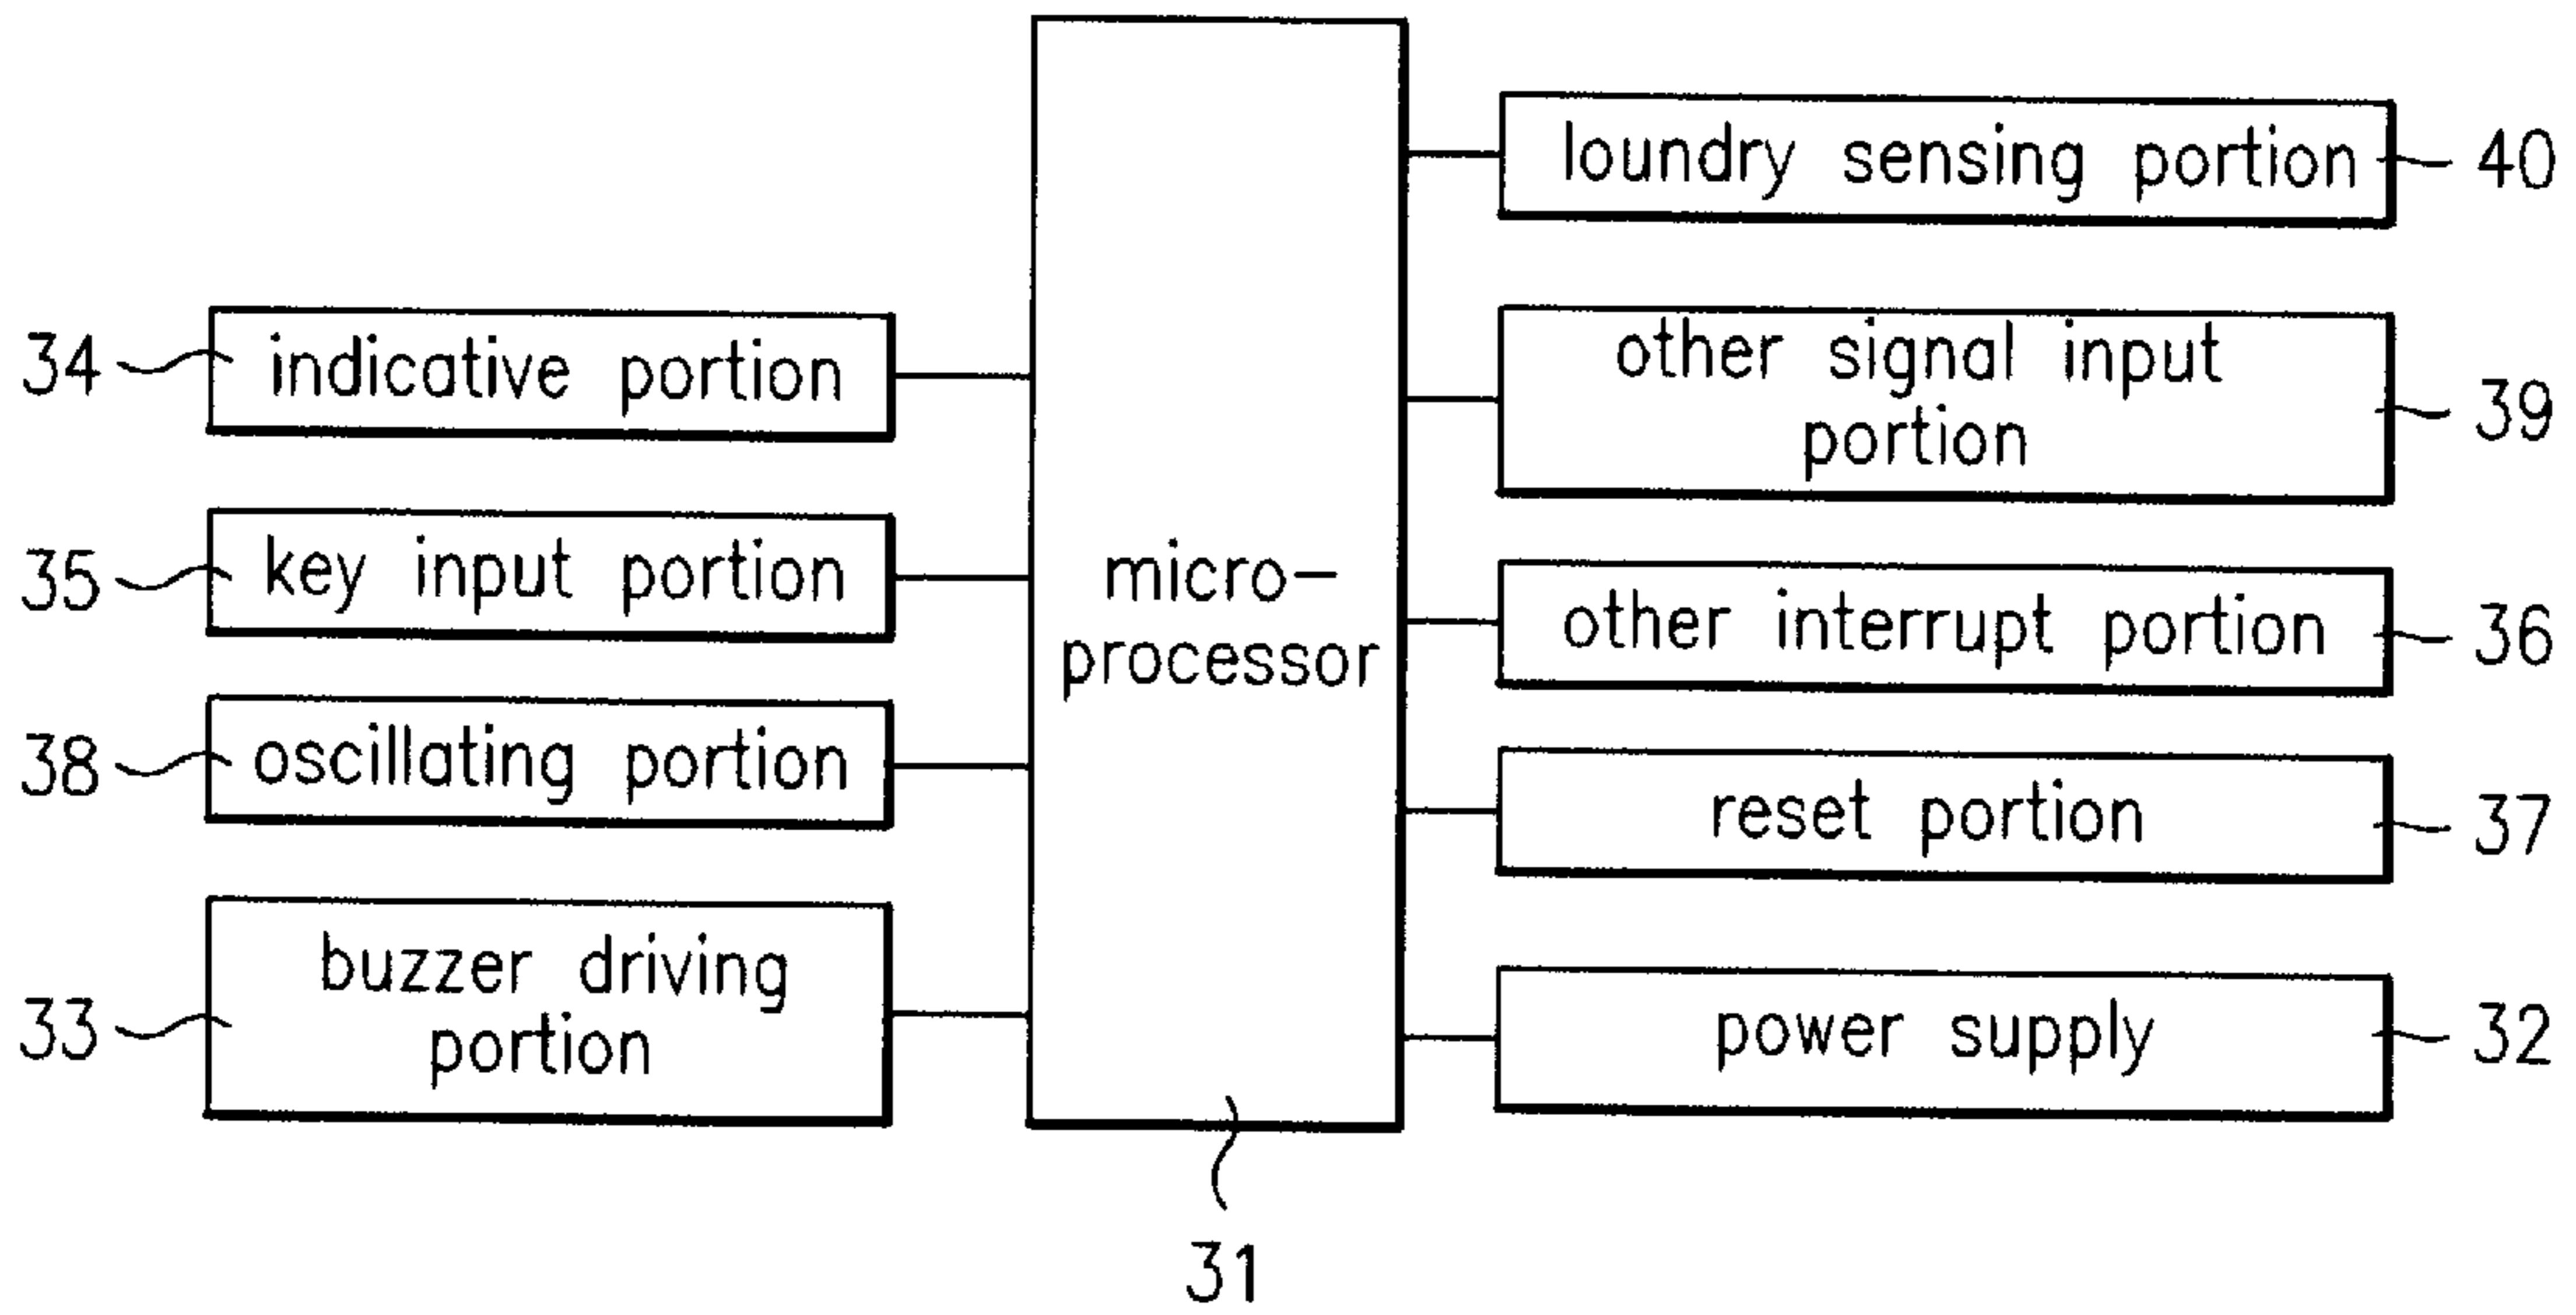 34 indicative portion
35 key input portion
38 oscillating portion
33 buzzer driving
portion
micro-
processor
31
loundry sensing portion 40
other signal input
portion 39
other interrupt portion 36
reset portion 37
power supply 32